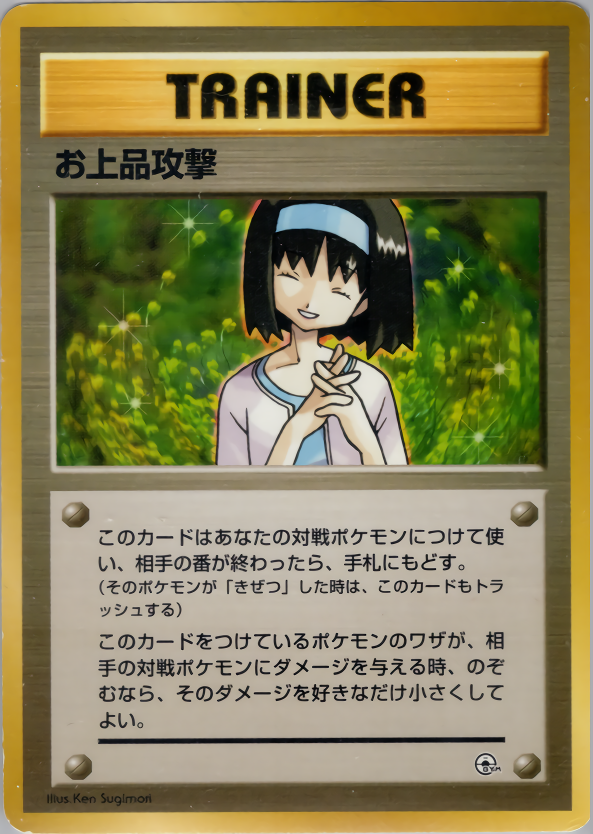 TRAINER
お上品攻撃
このカードはあなたの対戦ポケモンにつけて使
い、相手の番が終わったら、手札にもどす。
（そのポケモンが「きぜつ」した時は、このカードもトラ
ッシュする）
このカードをつけているポケモンのワザが、相
手の対戦ポケモンにダメージを与える時、のぞ
むなら、そのダメージを好きなだけ小さくして
よい。
GYM
Illus. Ken Sugimori